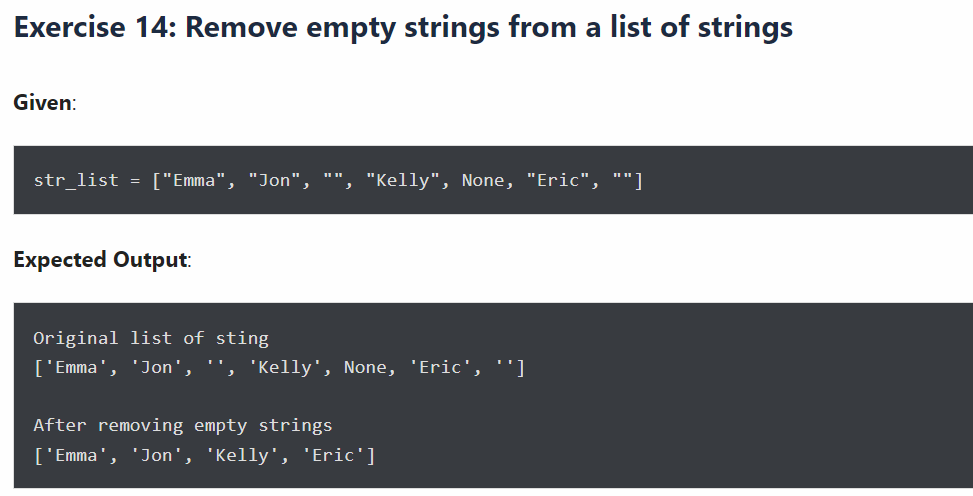 Exercise 14: Remove empty strings from a list of strings
Given:
str_list = ["Emma", "Jon", "", "Kelly", None, "Eric", ""]
Expected Output:
Original list of sting
['Emma', 'Jon', '', 'Kelly', None, 'Eric', '']
After removing empty strings
['Emma', 'Jon', 'Kelly', 'Eric']